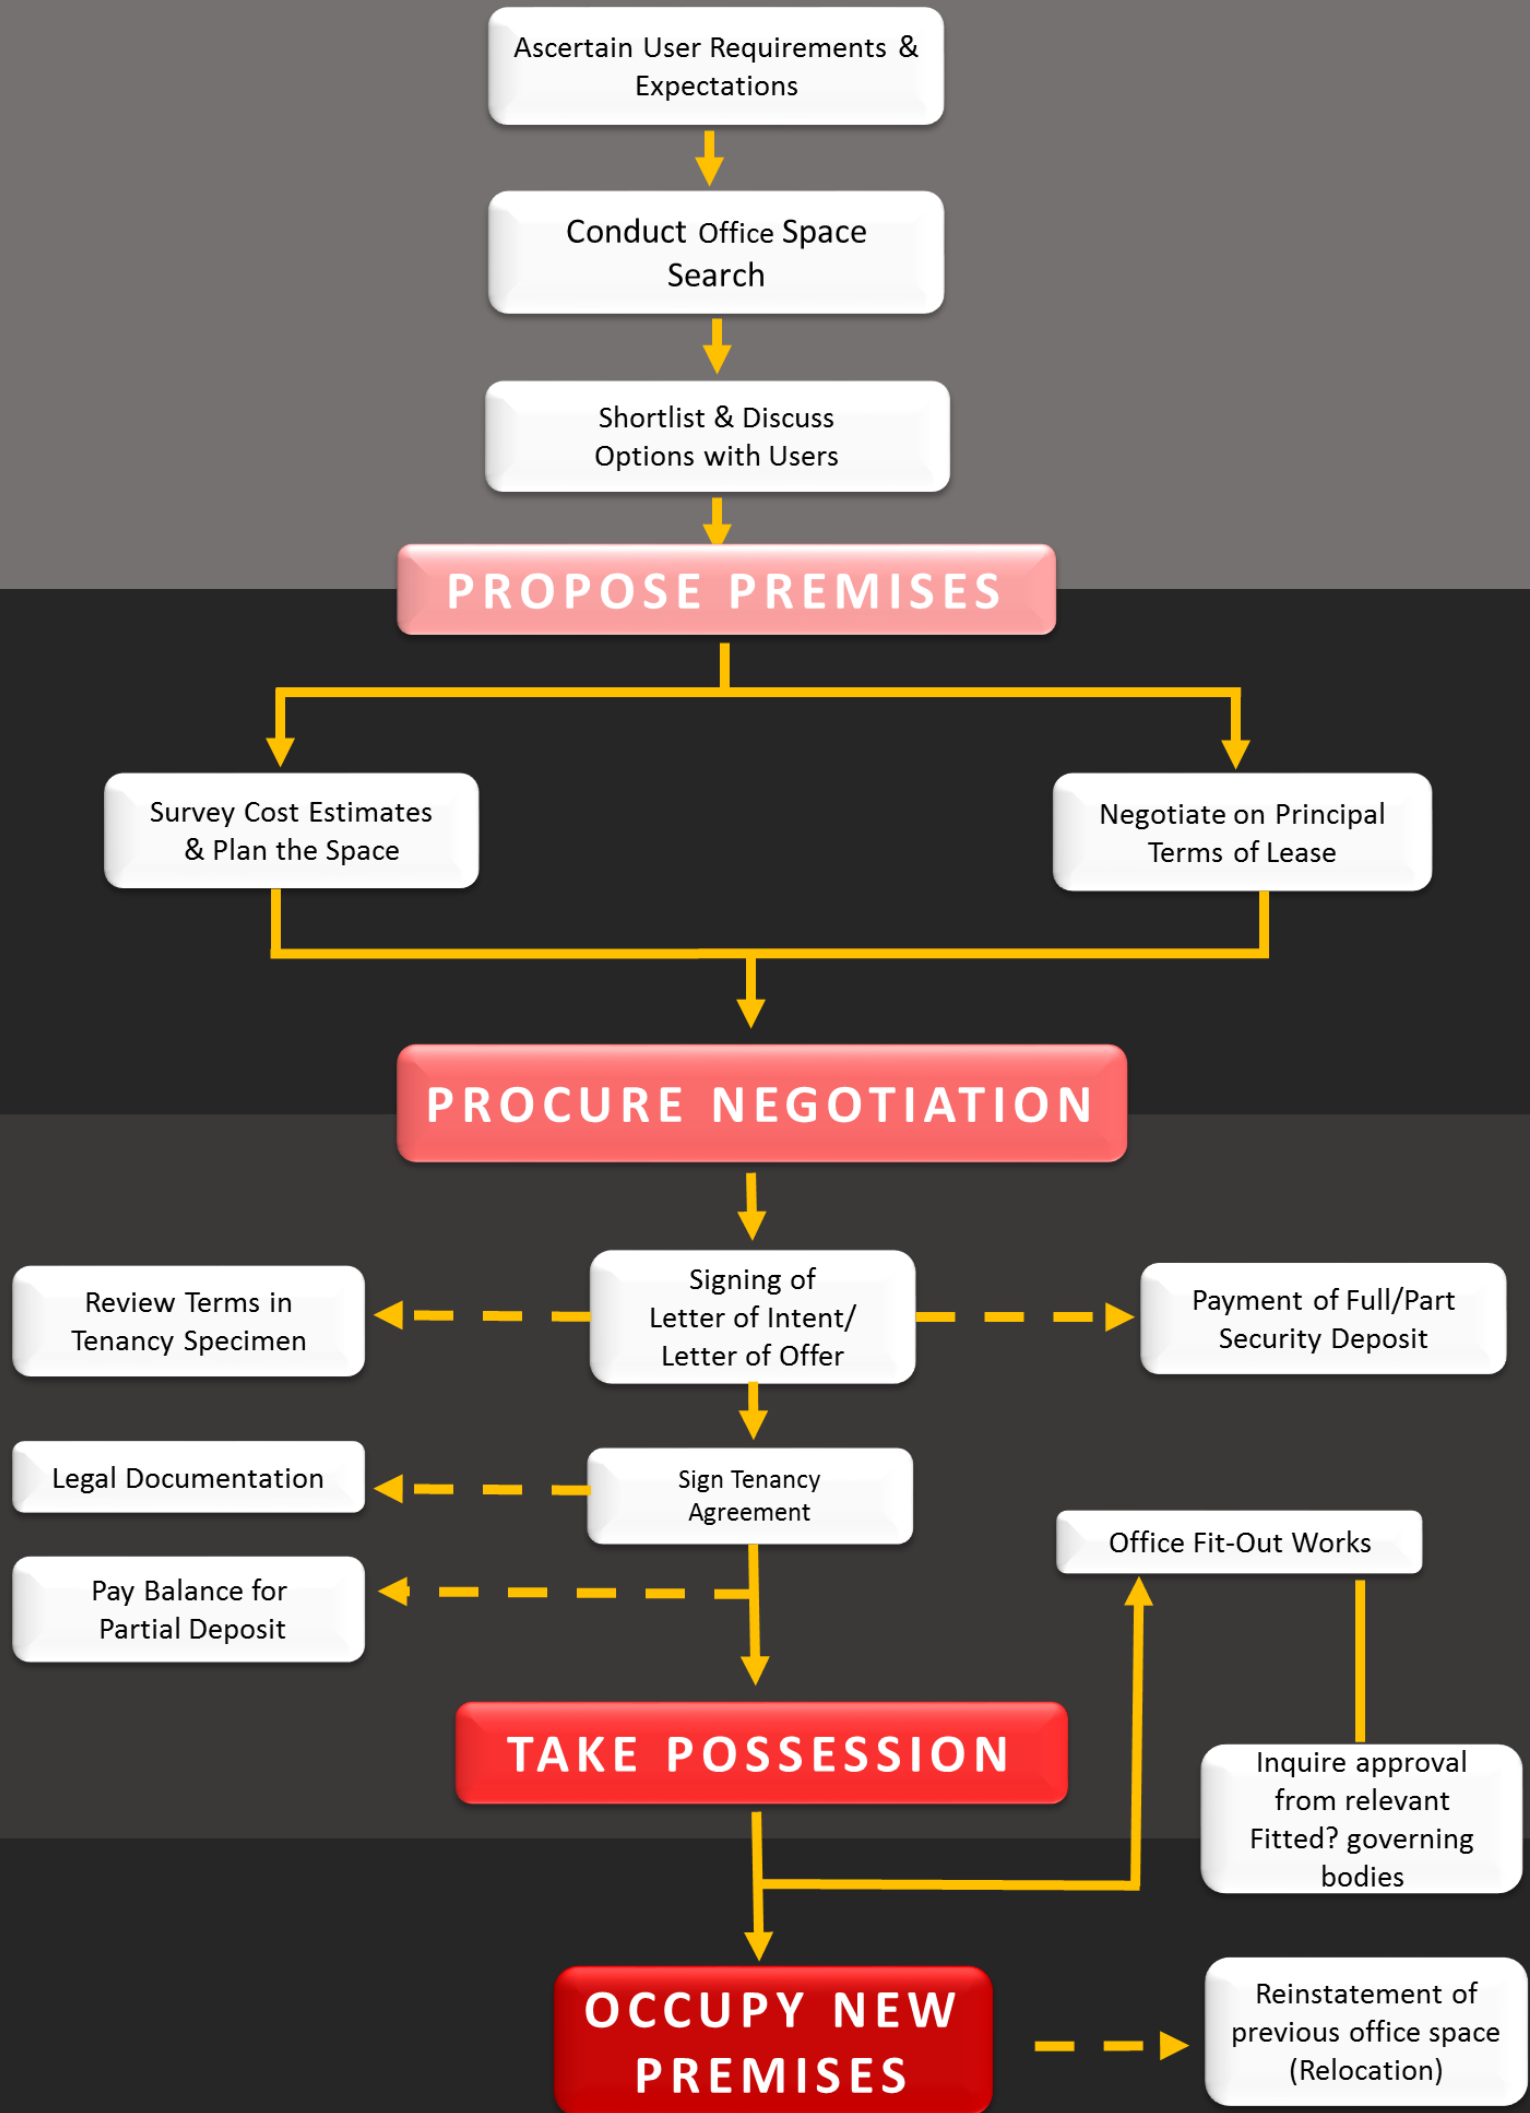 Ascertain User Requirements &
Expectations
Conduct Office Space
Search
Shortlist & Discuss
Options with Users
PROPOSE PREMISES
Survey Cost Estimates
& Plan the Space
Negotiate on Principal
Terms of Lease
PROCURE NEGOTIATION
Signing of
Letter of Intent/
Letter of Offer
Review Terms in
Tenancy Specimen
Payment of Full/Part
Security Deposit
Legal Documentation
Sign Tenancy
Agreement
Office Fit-Out Works
Pay Balance for
Partial Deposit
TAKE POSSESSION
Inquire approval
from relevant
Fitted? governing
bodies
OCCUPY NEW
PREMISES
Reinstatement of
previous office space
(Relocation)